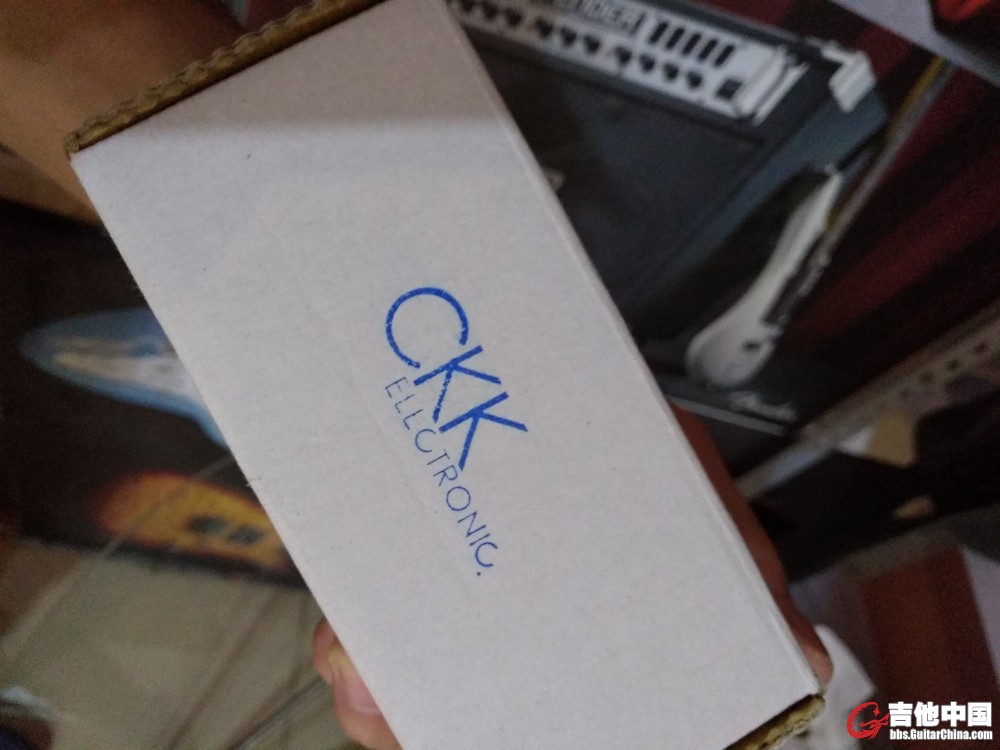 CKK
ELLCTRONIC.
吉他中国
bbs.GuitarChina.com